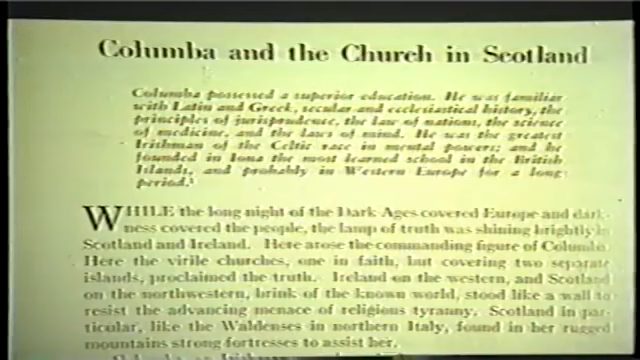 Columba and the Church in Scotland
Columba possessed a superior education. He was familiar
with Latin and Greek, secular and ecclesiastical history, the
principles of jurisprudence, the law of nations, the science
of medicine, and the laws of mind. He was the greatest
Irishman of the Celtic race in mental powers; and he
founded in Iona the most learned school in the British
Islands, and probably in Western Europe for a long
period.¹
WHILE the long night of the Dark Ages covered Europe and dark-
ness covered the people, the lamp of truth was shining brightly in
Scotland and Ireland. Here arose the commanding figure of Columba.
Here the virile churches, one in faith, but covering two separate
islands, proclaimed the truth. Ireland on the western, and Scotland
on the northwestern, brink of the known world, stood like a wall to
resist the advancing menace of religious tyranny. Scotland in par-
ticular, like the Waldenses in northern Italy, found in her rugged
mountains strong fortresses to assist her.